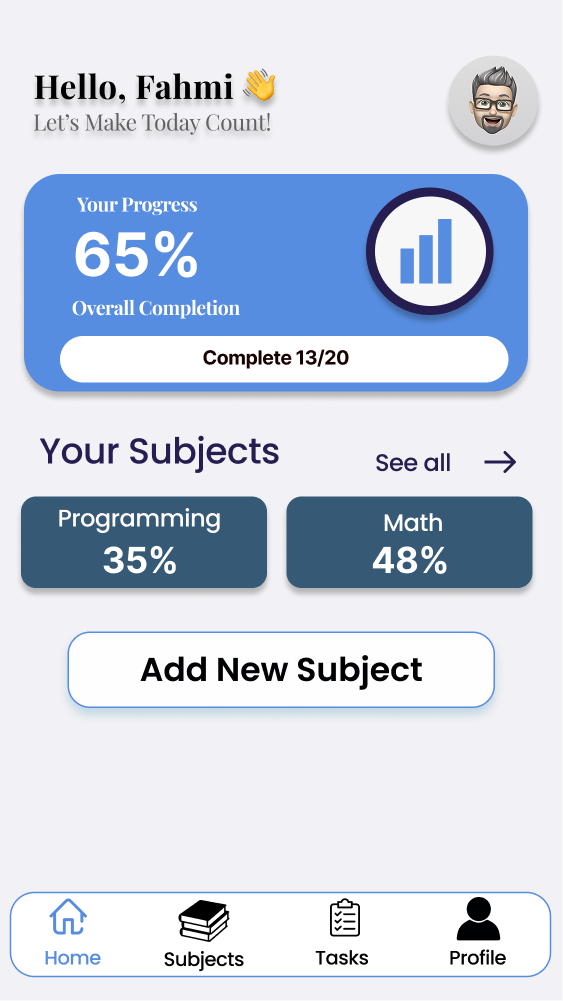 Hello, Fahmi 👋
Let's Make Today Count!
Your Progress
65%
Overall Completion
Complete 13/20
Your Subjects
See all
Programming
35%
Math
48%
Add New Subject
Home
Subjects
Tasks
Profile